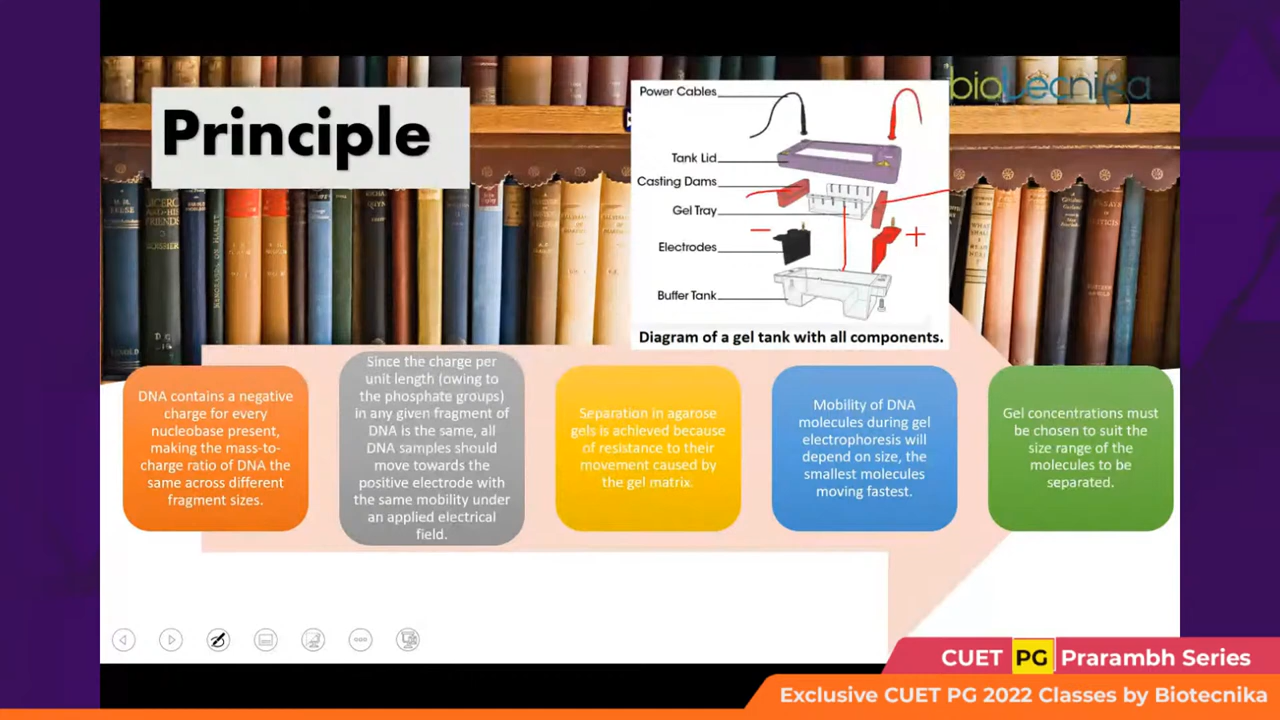 biotecnika
Principle
Power Cables
Tank Lid
Casting Dams
Gel Tray
Electrodes
Buffer Tank
−
+
Diagram of a gel tank with all components.
DNA contains a negative
charge for every
nucleobase present,
making the mass-to-
charge ratio of DNA the
same across different
fragment sizes.
Since the charge per
unit length (owing to
the phosphate groups)
in any given fragment of
DNA is the same, all
DNA samples should
move towards the
positive electrode with
the same mobility under
an applied electrical
field.
Separation in agarose
gels is achieved because
of resistance to their
movement caused by
the gel matrix.
Mobility of DNA
molecules during gel
electrophoresis will
depend on size, the
smallest molecules
moving fastest.
Gel concentrations must
be chosen to suit the
size range of the
molecules to be
separated.
CUET PG Prarambh Series
Exclusive CUET PG 2022 Classes by Biotecnika